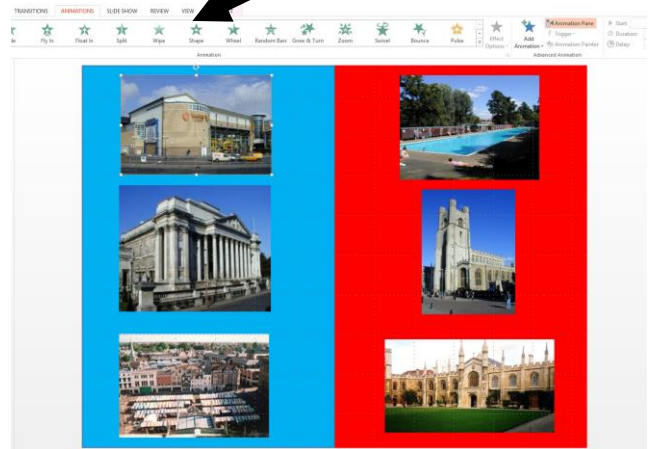 TRANSITIONS ANIMATIONS SLIDE SHOW REVIEW VIEW
Fly In Float In Split Wipe Shape Wheel Random Bars Grow & Turn Zoom Swivel Bounce Pulse
Effect Options
Add Animation
Animation Pane
Trigger
Animation Painter
Start
Duration
Delay
Animation
Advanced Animation